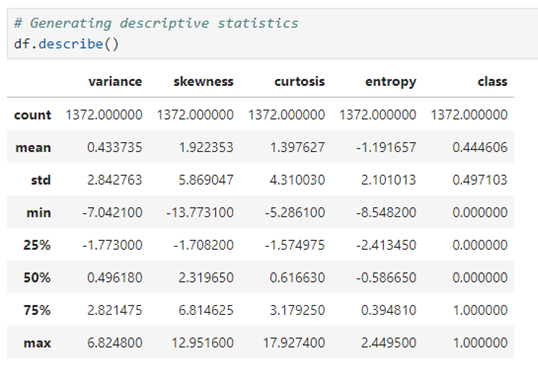 # Generating descriptive statistics
df.describe()
variance skewness curtosis entropy class
count 1372.000000 1372.000000 1372.000000 1372.000000 1372.000000
mean 0.433735 1.922353 1.397627 -1.191657 0.444606
std 2.842763 5.869047 4.310030 2.101013 0.497103
min -7.042100 -13.773100 -5.286100 -8.548200 0.000000
25% -1.773000 -1.708200 -1.574975 -2.413450 0.000000
50% 0.496180 2.319650 0.616630 -0.586650 0.000000
75% 2.821475 6.814625 3.179250 0.394810 1.000000
max 6.824800 12.951600 17.927400 2.449500 1.000000